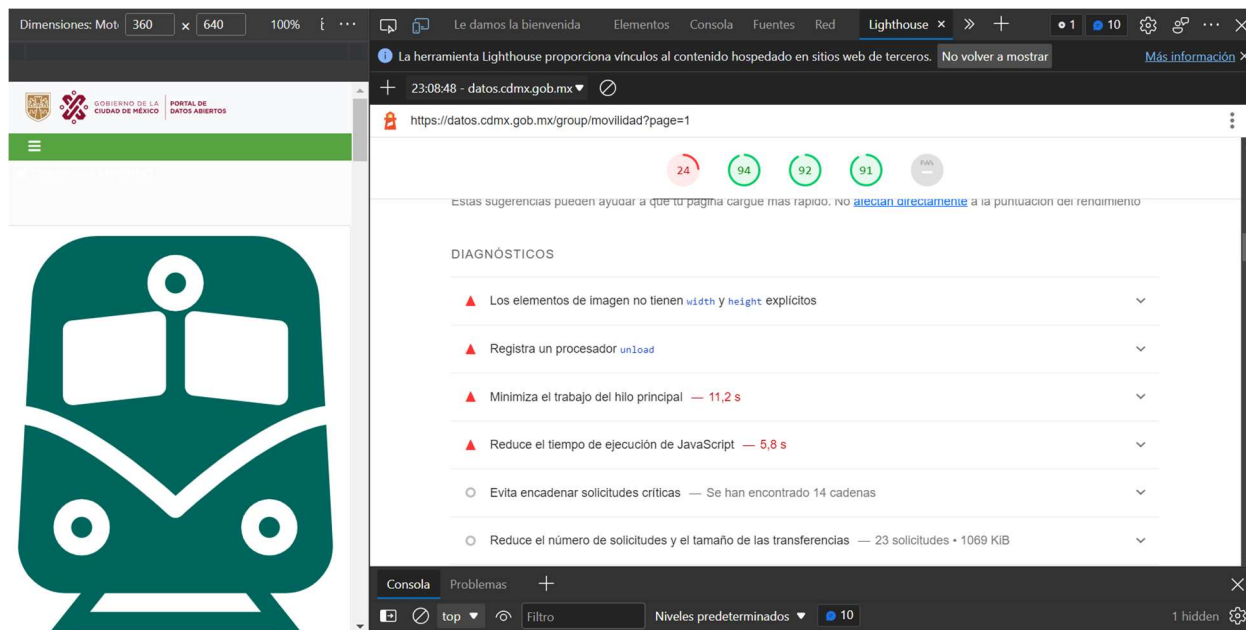 Dimensiones: Mot 360 x 640 100%
Le damos la bienvenida Elementos Consola Fuentes Red Lighthouse 1 10
La herramienta Lighthouse proporciona vínculos al contenido hospedado en sitios web de terceros. No volver a mostrar Más información
23:08:48 - datos.cdmx.gob.mx
GOBIERNO DE LA
CIUDAD DE MÉXICO
PORTAL DE
DATOS ABIERTOS
https://datos.cdmx.gob.mx/group/movilidad?page=1
24 94 92 91 PWA
Estas sugerencias pueden ayudar a que tu página cargue más rápido. No afectan directamente a la puntuación del rendimiento
DIAGNÓSTICOS
Los elementos de imagen no tienen width y height explícitos
Registra un procesador unload
Minimiza el trabajo del hilo principal — 11,2 s
Reduce el tiempo de ejecución de JavaScript — 5,8 s
Evita encadenar solicitudes críticas — Se han encontrado 14 cadenas
Reduce el número de solicitudes y el tamaño de las transferencias — 23 solicitudes • 1069 KiB
Consola Problemas
top Filtro Niveles predeterminados 10 1 hidden